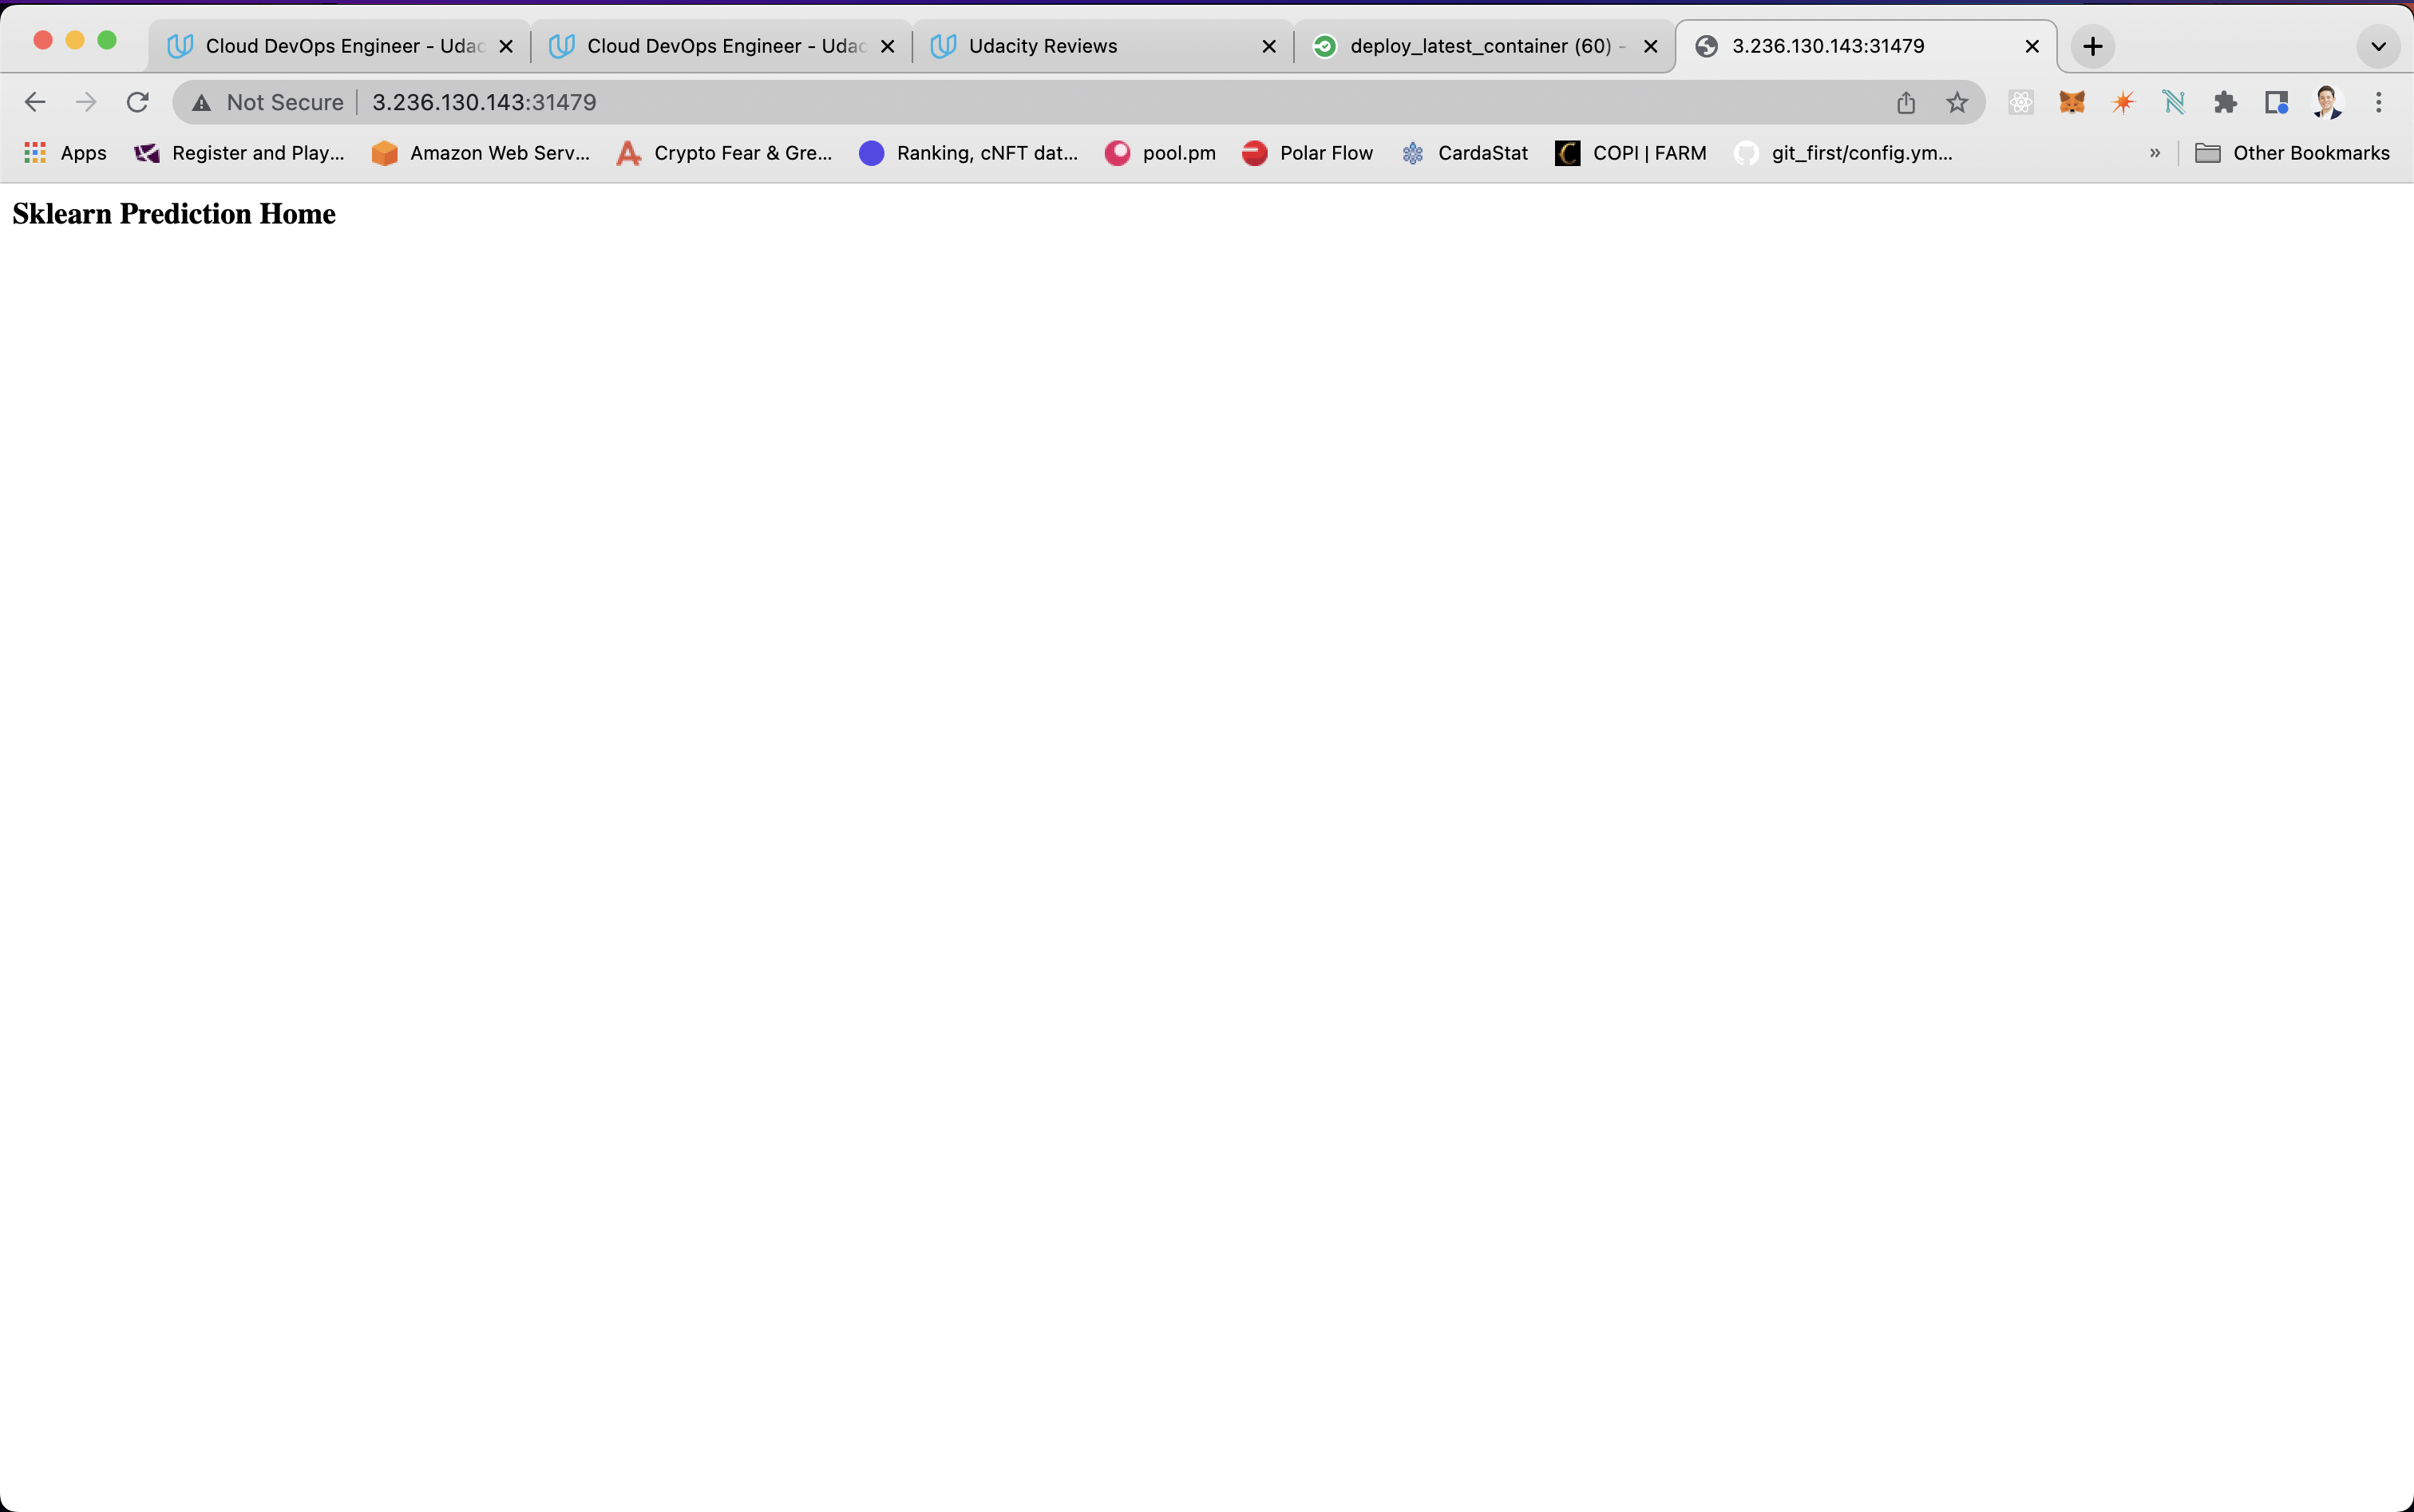 Cloud DevOps Engineer - Udac
Cloud DevOps Engineer - Udac
Udacity Reviews
deploy_latest_container (60) -
3.236.130.143:31479
Not Secure
3.236.130.143:31479
Apps
Register and Play...
Amazon Web Serv...
Crypto Fear & Gre...
Ranking, cNFT dat...
pool.pm
Polar Flow
CardaStat
COPI | FARM
git_first/config.ym...
»
Other Bookmarks
Sklearn Prediction Home